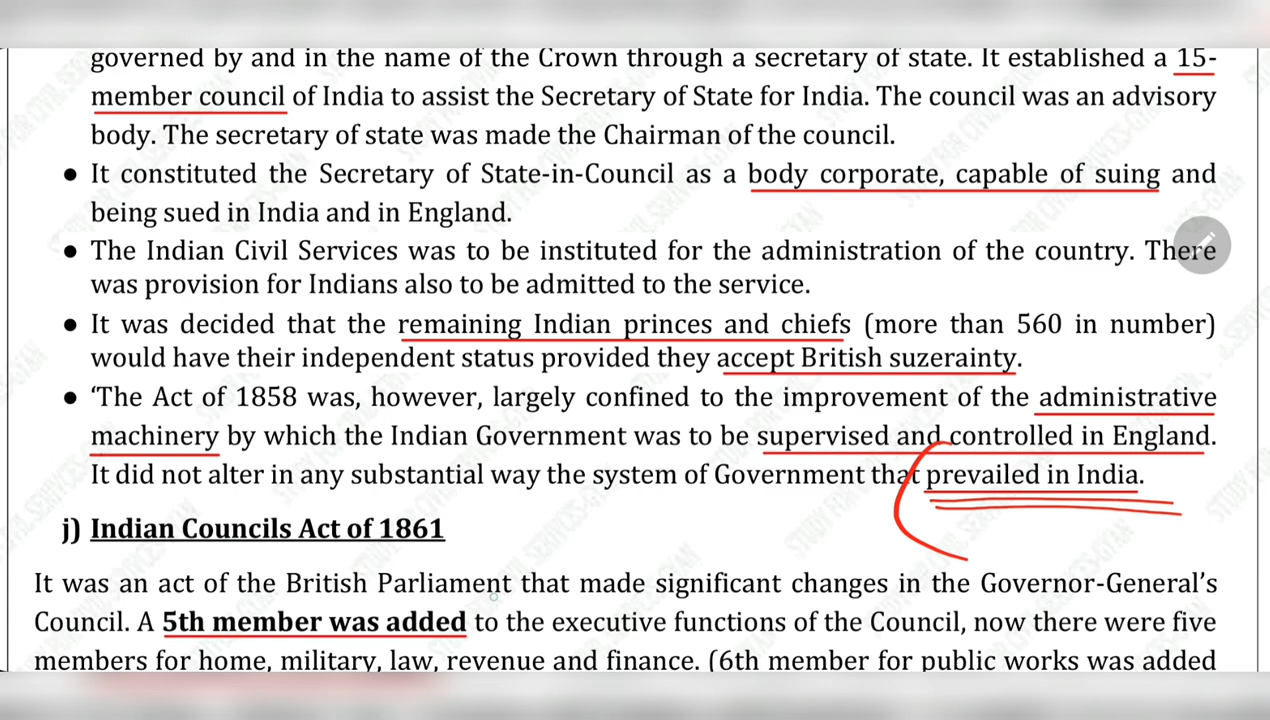 governed by and in the name of the Crown through a secretary of state. It established a 15-
member council of India to assist the Secretary of State for India. The council was an advisory
body. The secretary of state was made the Chairman of the council.
● It constituted the Secretary of State-in-Council as a body corporate, capable of suing and
being sued in India and in England.
● The Indian Civil Services was to be instituted for the administration of the country. There
was provision for Indians also to be admitted to the service.
● It was decided that the remaining Indian princes and chiefs (more than 560 in number)
would have their independent status provided they accept British suzerainty.
● ‘The Act of 1858 was, however, largely confined to the improvement of the administrative
machinery by which the Indian Government was to be supervised and controlled in England.
It did not alter in any substantial way the system of Government that prevailed in India.
j) Indian Councils Act of 1861
It was an act of the British Parliament that made significant changes in the Governor-General’s
Council. A 5th member was added to the executive functions of the Council, now there were five
members for home, military, law, revenue and finance. (6th member for public works was added